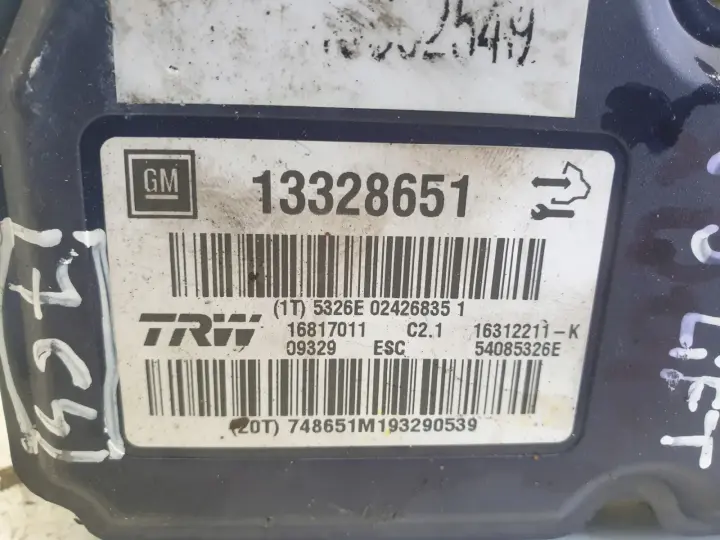 GM
13328651
(1T) 5326E 02426835 1
TRW
16817011 C2.1 16312211-K
09329 ESC 54085326E
(20T) 748651M193290539